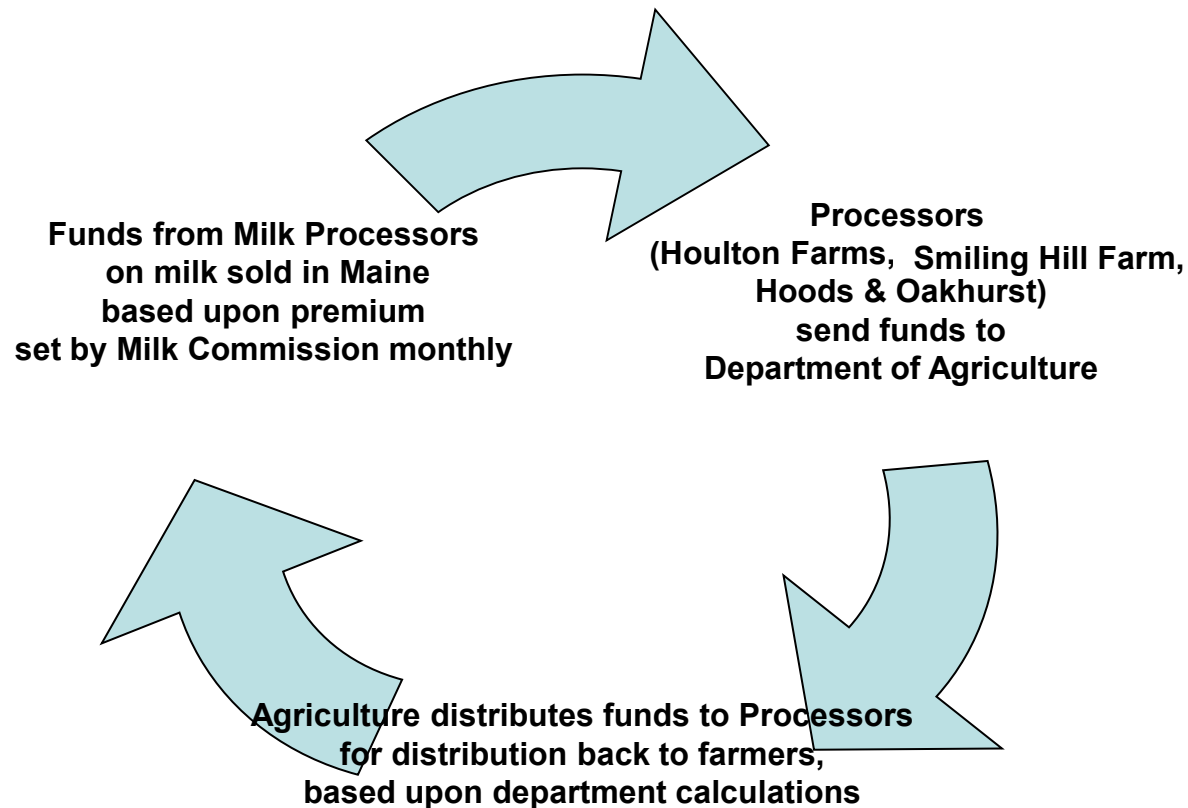 Funds from Milk Processors
on milk sold in Maine
based upon premium
set by Milk Commission monthly
Processors
(Houlton Farms, Smiling Hill Farm,
Hoods & Oakhurst)
send funds to
Department of Agriculture
Agriculture distributes funds to Processors
for distribution back to farmers,
based upon department calculations